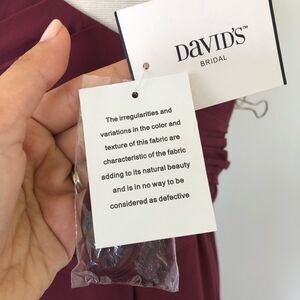 DAVID'S™
BRIDAL
The irregularities and
variations in the color and
texture of this fabric are
characteristic of the fabric
adding to its natural beauty
and is in no way to be
considered as defective